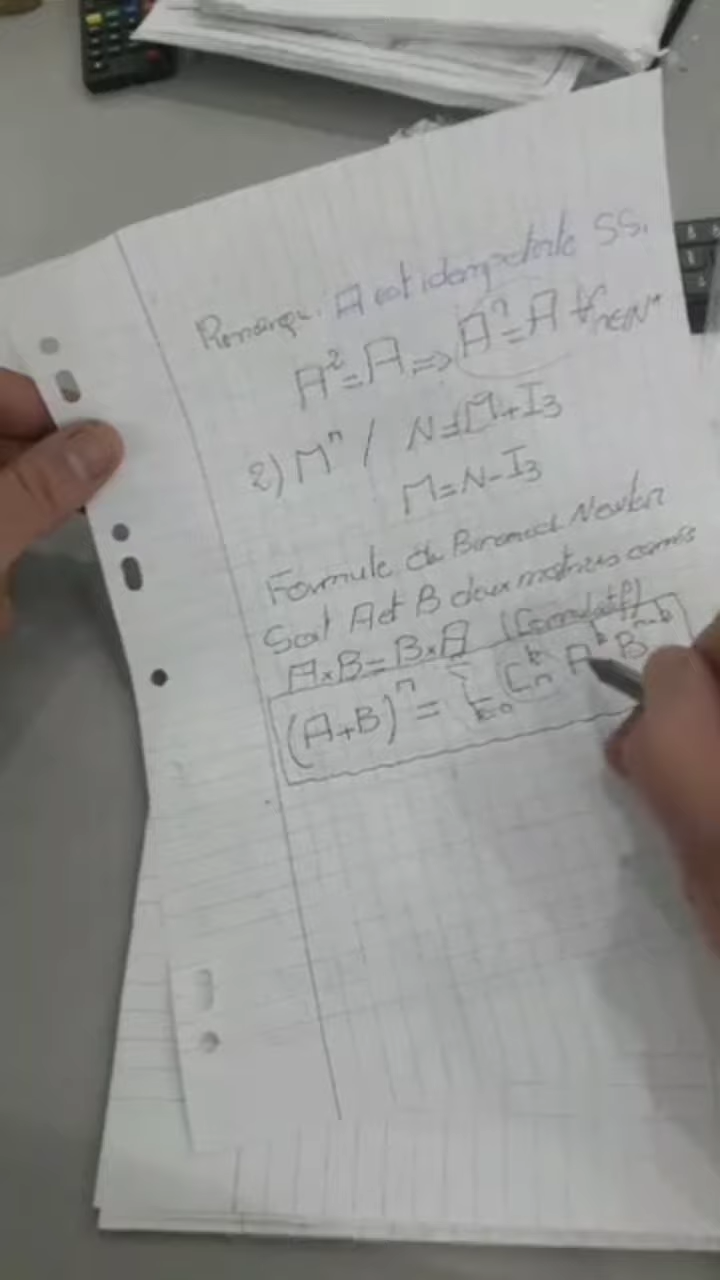 Remarque. A est idempotente SSi
A² = A ⟹ Aⁿ = A ∀ n∈ℕ*
2) Mⁿ / N = M + I₃
M = N - I₃
Formule du Binome de Newton
Soit A et B deux matrices carrés
A × B = B × A (Commutatif)
(A + B)ⁿ = Σ k=0 Cₙᵏ Aᵏ Bⁿ⁻ᵏ